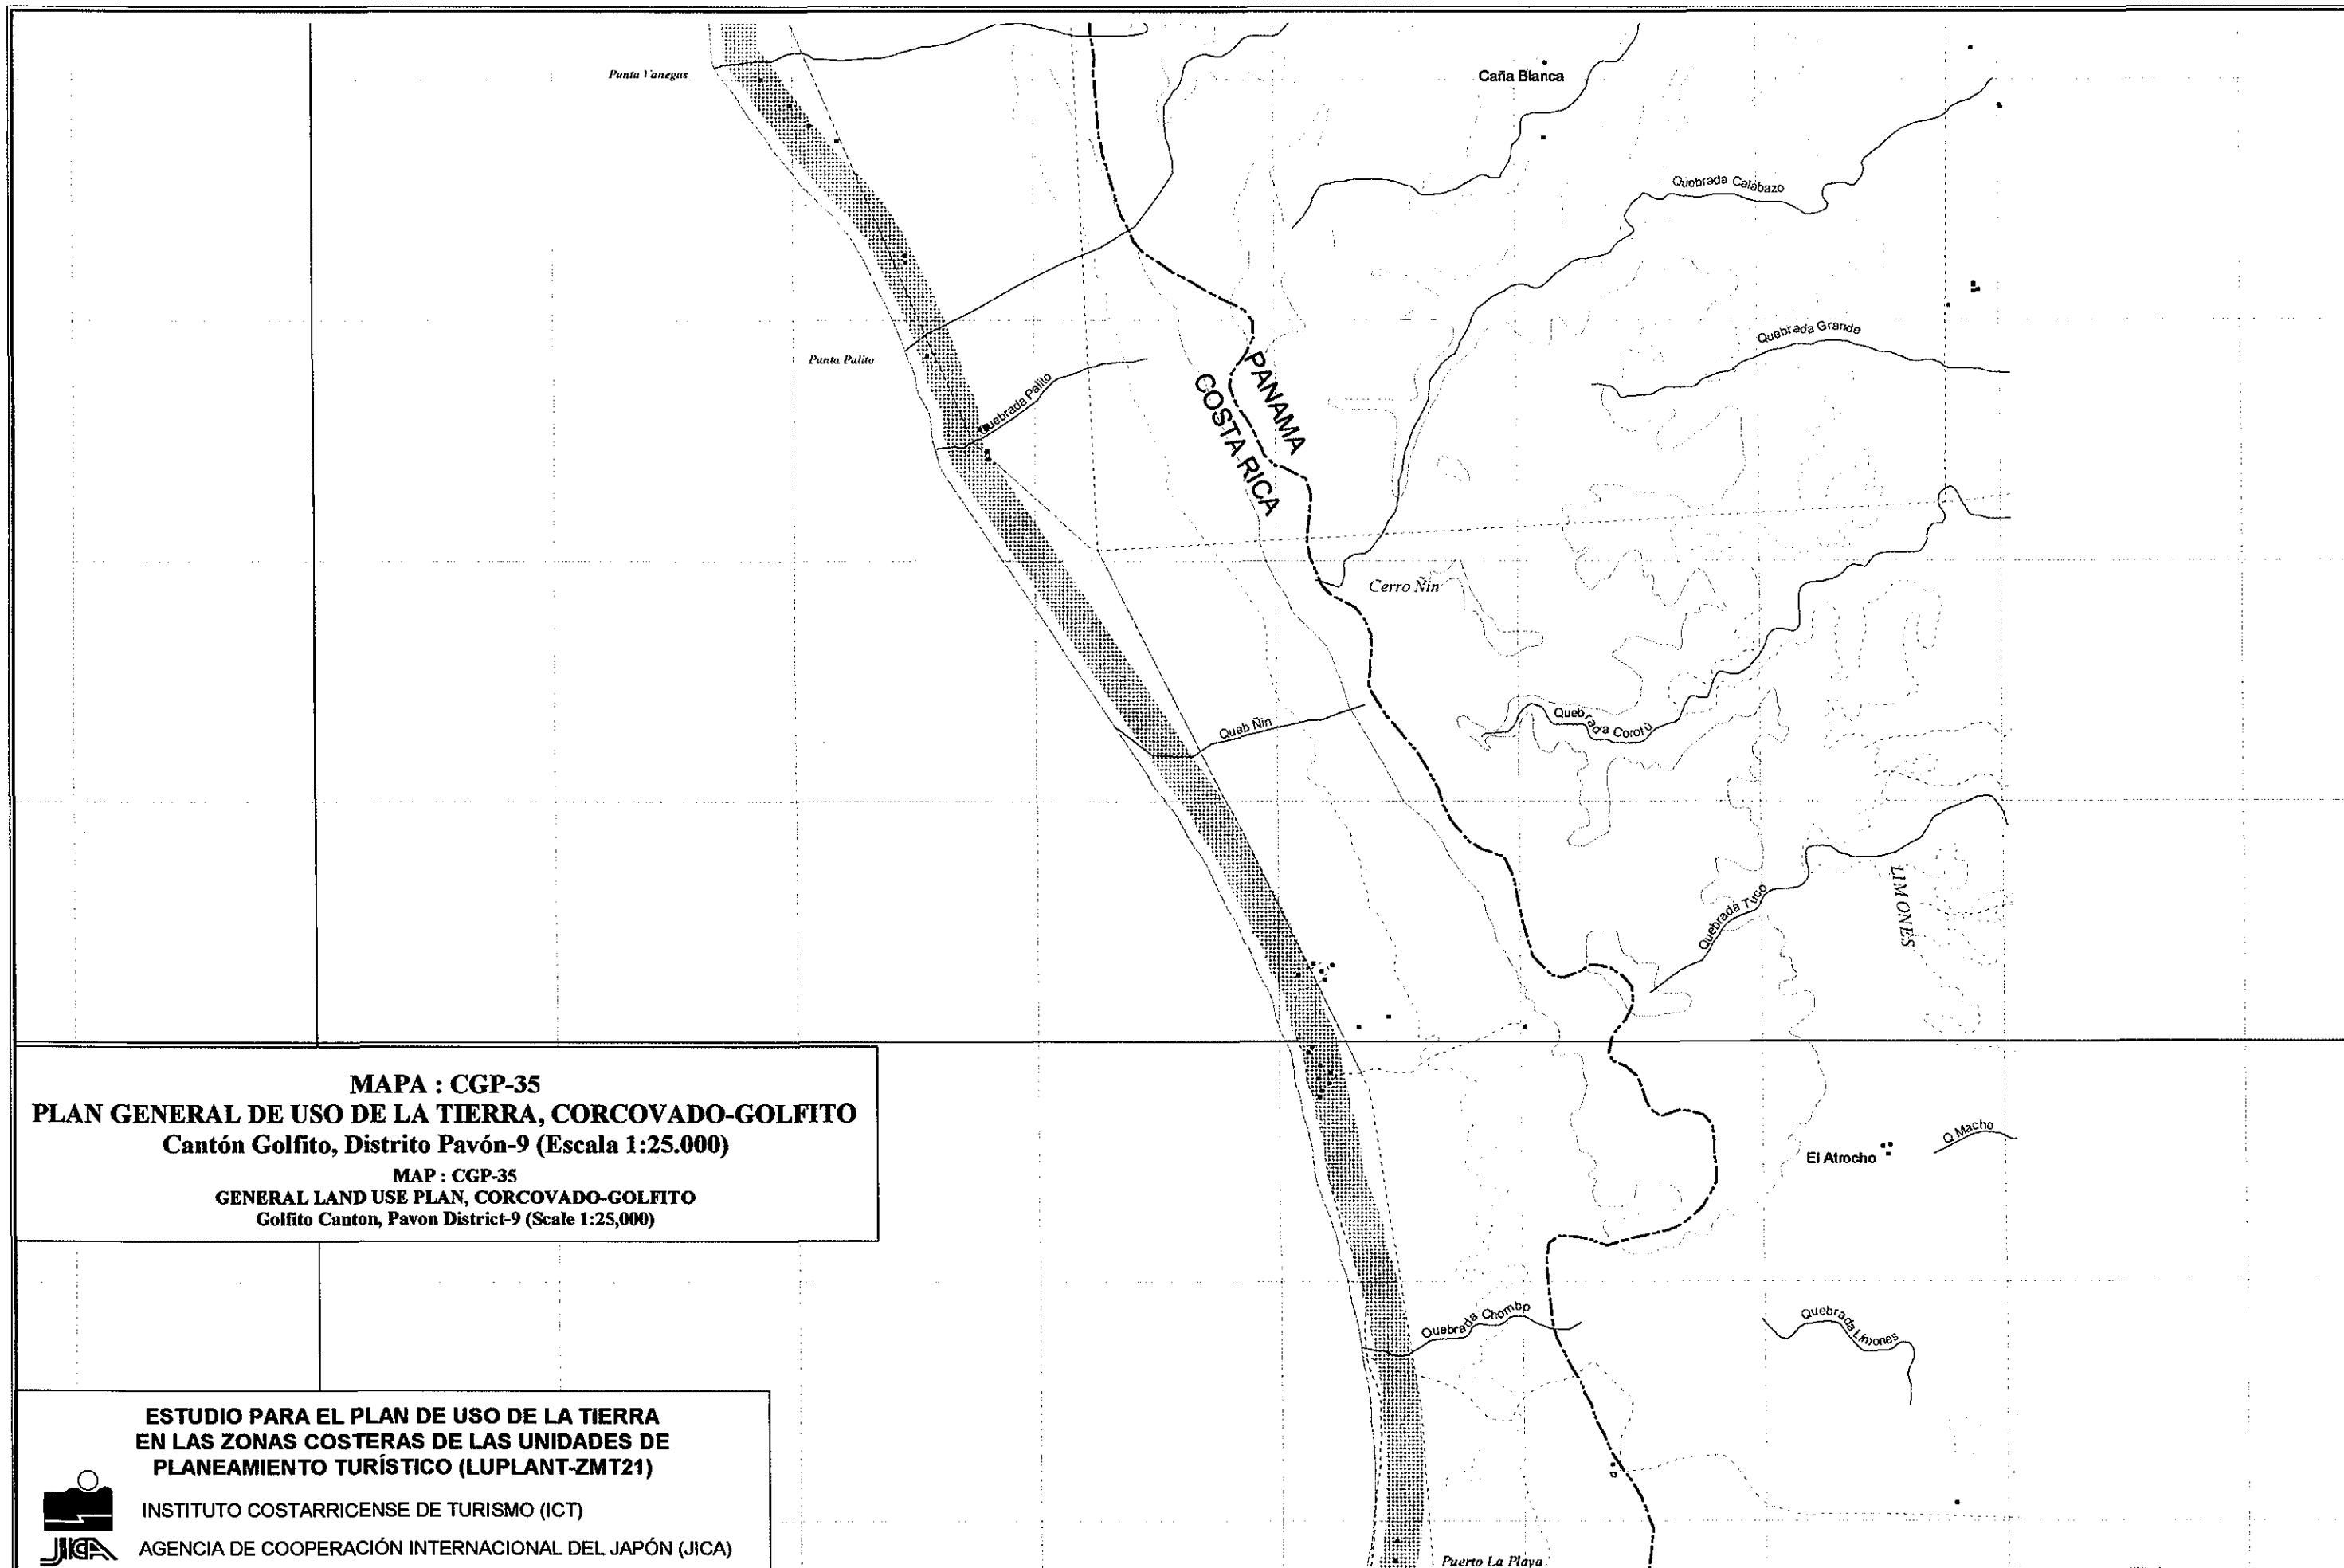 Punta Vanegas
Caña Blanca
Quebrada Calabazo
Quebrada Grande
Punta Palito
Quebrada Palito
PANAMA
COSTA RICA
Cerro Ñin
Queb Ñin
Quebrada Corotú
Quebrada Tuco
LIMONES
MAPA : CGP-35
PLAN GENERAL DE USO DE LA TIERRA, CORCOVADO-GOLFITO
Cantón Golfito, Distrito Pavón-9 (Escala 1:25.000)
MAP : CGP-35
GENERAL LAND USE PLAN, CORCOVADO-GOLFITO
Golfito Canton, Pavon District-9 (Scale 1:25,000)
El Atrocho
Q Macho
Quebrada Chombo
Quebrada Limones
ESTUDIO PARA EL PLAN DE USO DE LA TIERRA
EN LAS ZONAS COSTERAS DE LAS UNIDADES DE
PLANEAMIENTO TURÍSTICO (LUPLANT-ZMT21)
INSTITUTO COSTARRICENSE DE TURISMO (ICT)
JICA AGENCIA DE COOPERACIÓN INTERNACIONAL DEL JAPÓN (JICA)
Puerto La Playa